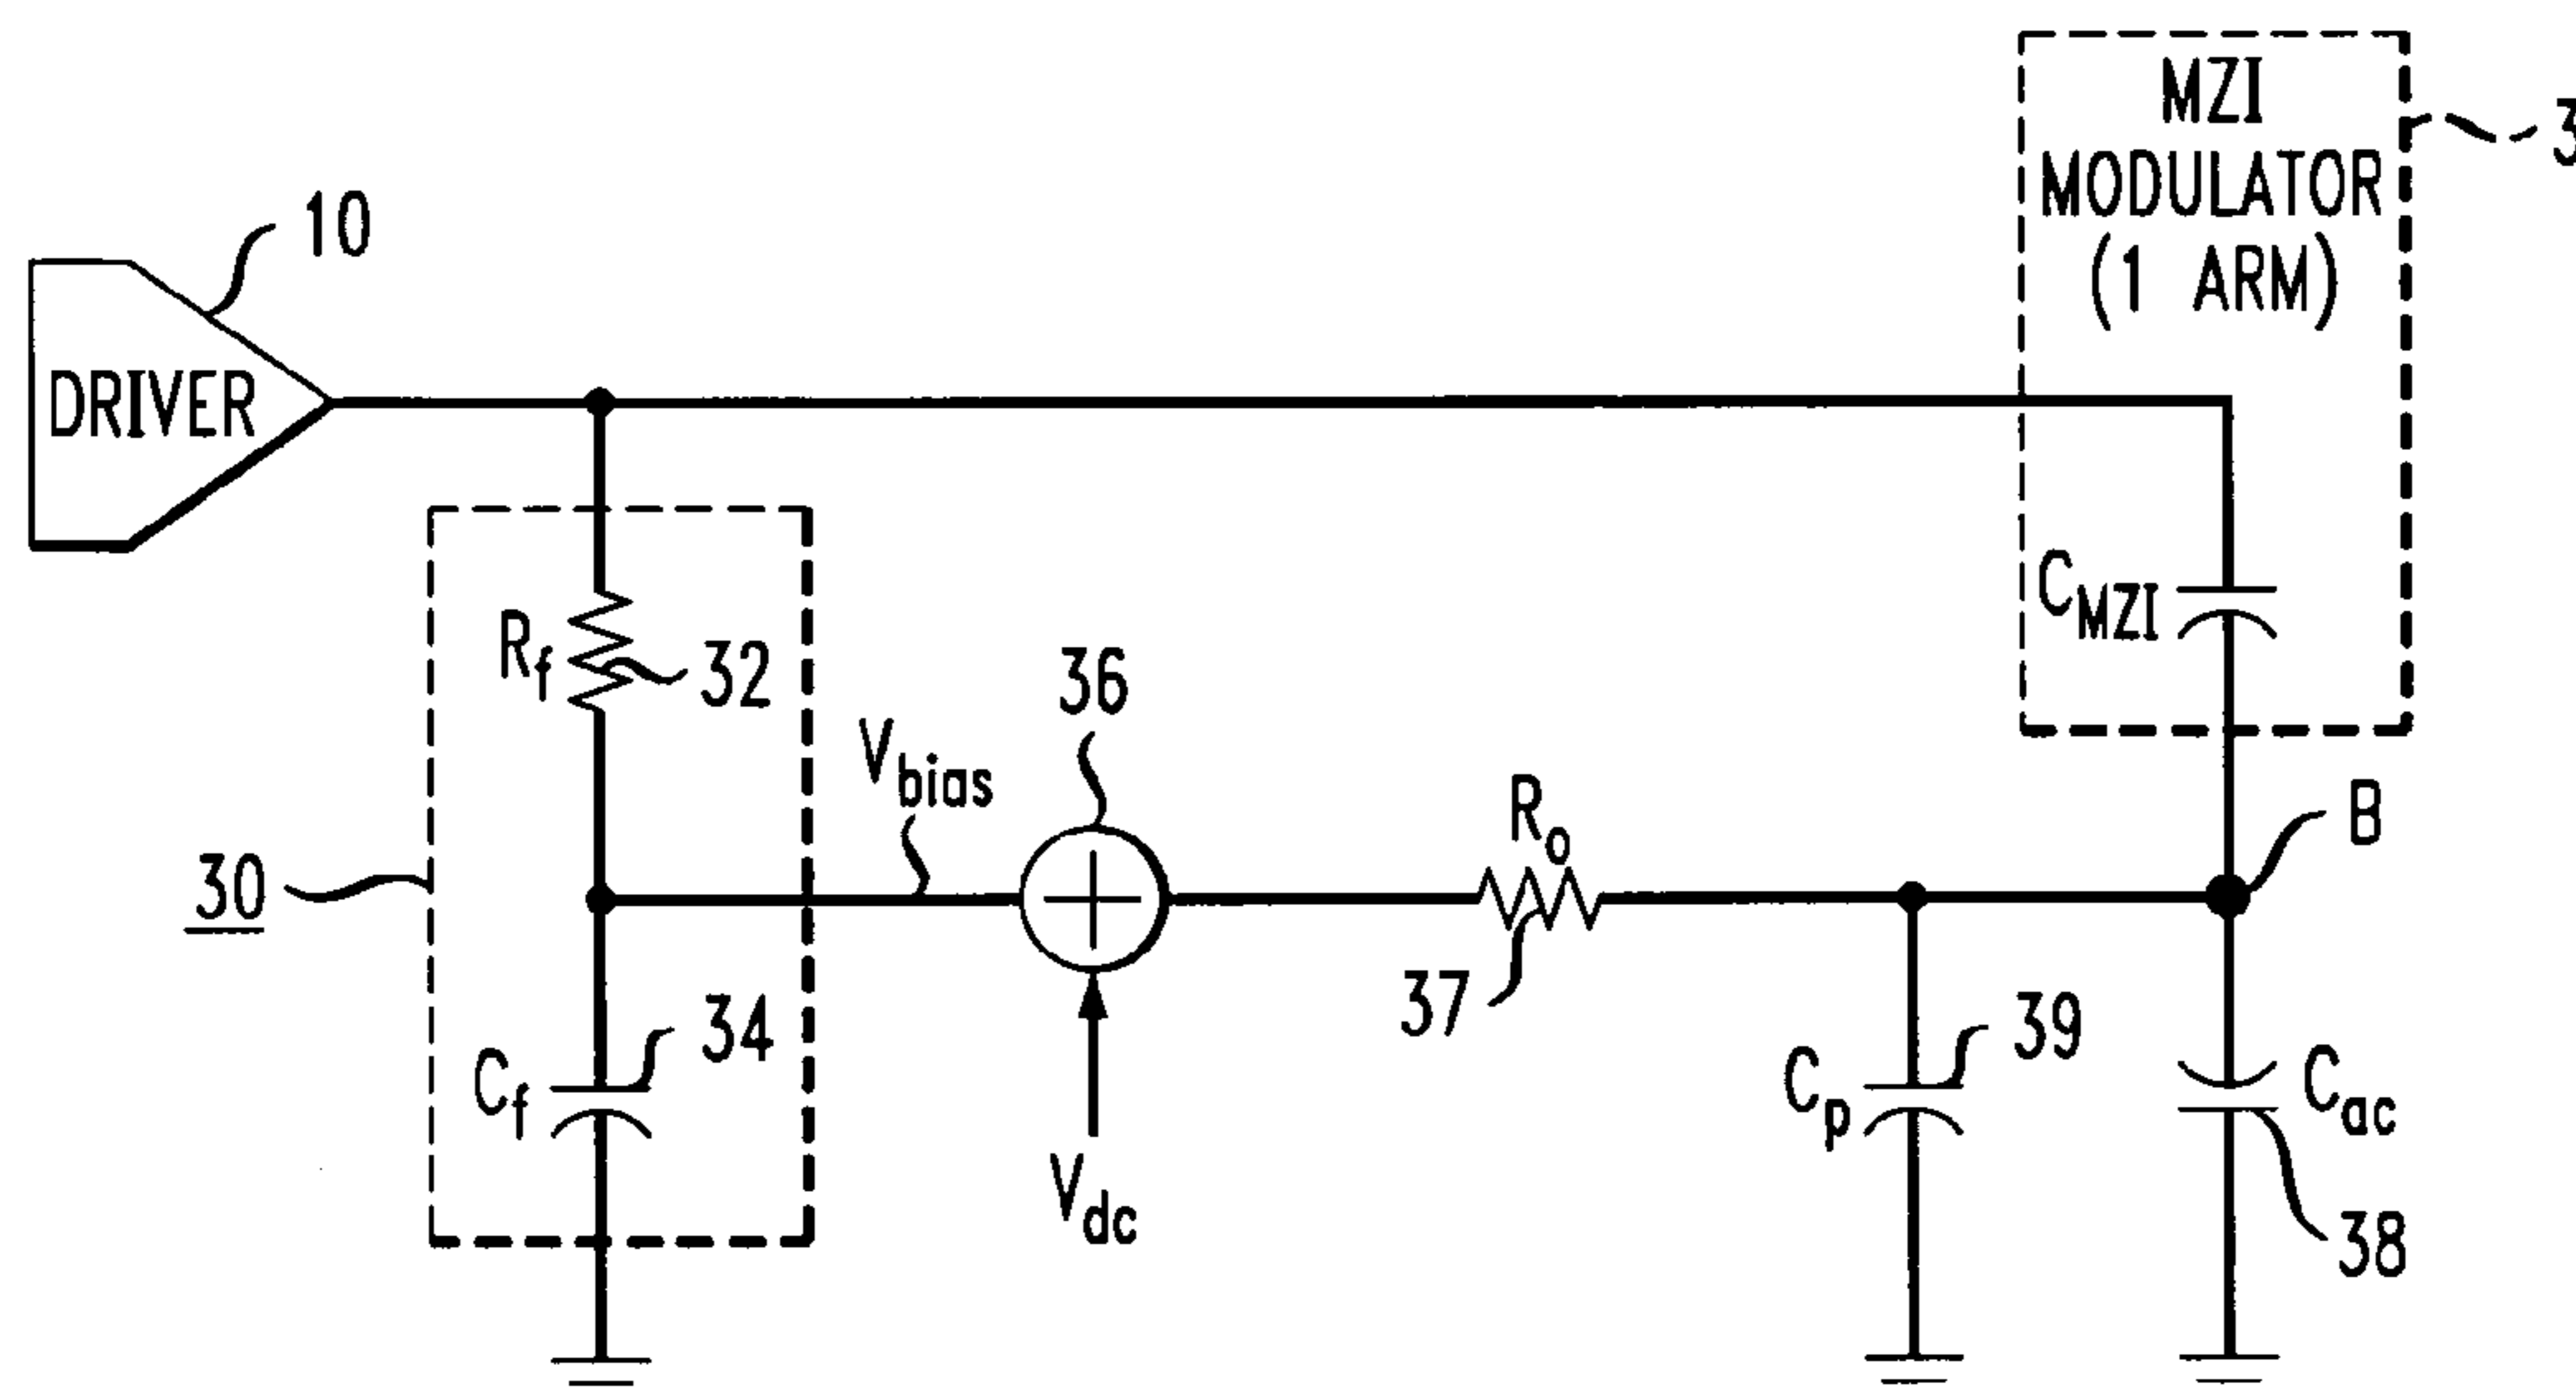 MZI
MODULATOR
(1 ARM)
3
10
DRIVER
C_MZI
R_f
32
36
V_bias
R_o
B
30
37
34
39
C_f
C_p
C_ac
V_dc
38